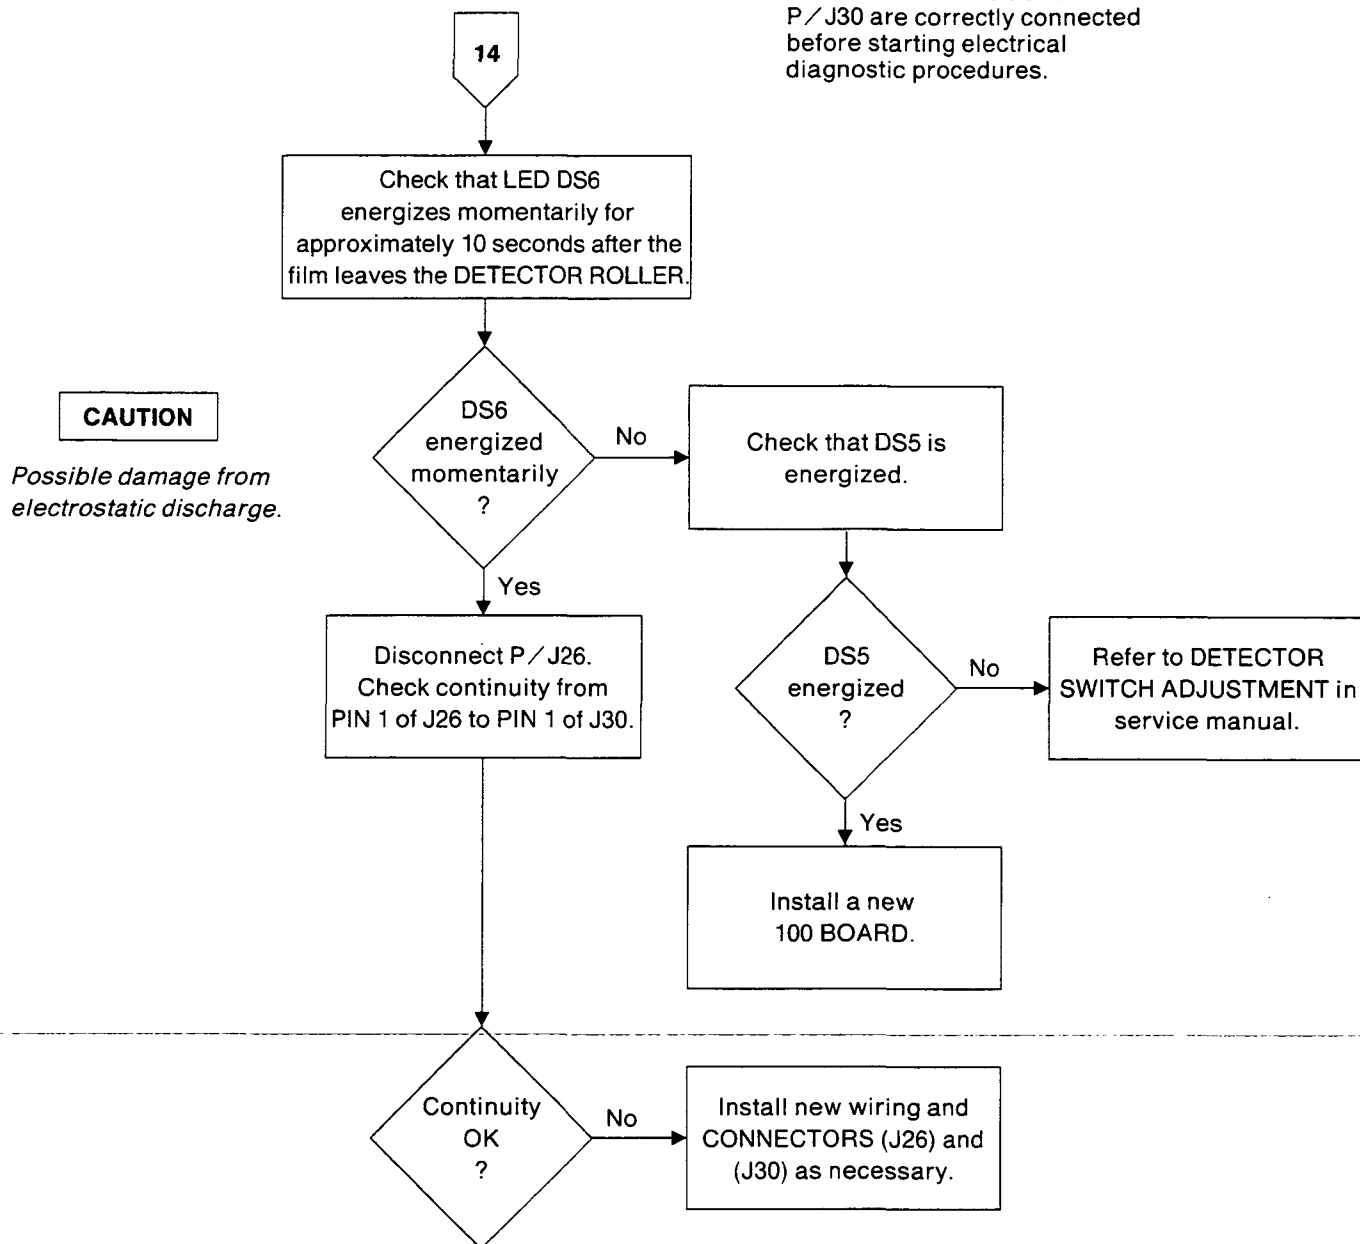 P/J30 are correctly connected
before starting electrical
diagnostic procedures.
14
Check that LED DS6
energizes momentarily for
approximately 10 seconds after the
film leaves the DETECTOR ROLLER.
CAUTION
Possible damage from
electrostatic discharge.
DS6
energized
momentarily
?
No
Check that DS5 is
energized.
Yes
Disconnect P/J26.
Check continuity from
PIN 1 of J26 to PIN 1 of J30.
DS5
energized
?
No
Refer to DETECTOR
SWITCH ADJUSTMENT in
service manual.
Yes
Install a new
100 BOARD.
Continuity
OK
?
No
Install new wiring and
CONNECTORS (J26) and
(J30) as necessary.